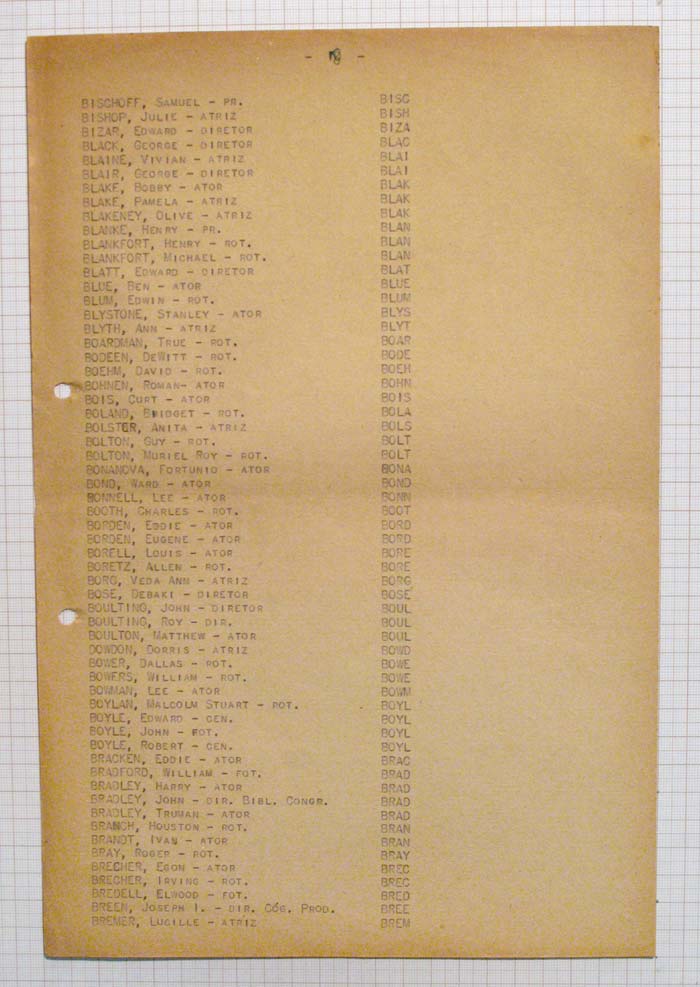 BISCHOFF, SAMUEL - PR. BISC
BISHOP, JULIE - ATRIZ BISH
BIZAR, EDWARD - DIRETOR BIZA
BLACK, GEORGE - DIRETOR BLAC
BLAINE, VIVIAN - ATRIZ BLAI
BLAIR, GEORGE - DIRETOR BLAI
BLAKE, BOBBY - ATOR BLAK
BLAKE, PAMELA - ATRIZ BLAK
BLAKENEY, OLIVE - ATRIZ BLAK
BLANKE, HENRY - PR. BLAN
BLANKFORT, HENRY - ROT. BLAN
BLANKFORT, MICHAEL - ROT. BLAN
BLATT, EDWARD - DIRETOR BLAT
BLUE, BEN - ATOR BLUE
BLUM, EDWIN - ROT. BLUM
BLYSTONE, STANLEY - ATOR BLYS
BLYTH, ANN - ATRIZ BLYT
BOARDMAN, TRUE - ROT. BOAR
BODEEN, DEWITT - ROT. BODE
BOEHM, DAVID - ROT. BOEH
BOHNEN, ROMAN- ATOR BOHN
BOIS, CURT - ATOR BOIS
BOLAND, BRIDGET - ROT. BOLA
BOLSTER, ANITA - ATRIZ BOLS
BOLTON, GUY - ROT. BOLT
BOLTON, MURIEL ROY - ROT. BOLT
BONANOVA, FORTUNIO - ATOR BONA
BOND, WARD - ATOR BOND
BONNELL, LEE - ATOR BONN
BOOTH, CHARLES - ROT. BOOT
BORDEN, EDDIE - ATOR BORD
BORDEN, EUGENE - ATOR BORD
BORELL, LOUIS - ATOR BORE
BORETZ, ALLEN - ROT. BORE
BORG, VEDA ANN - ATRIZ BORG
BOSE, DEBAKI - DIRETOR BOSE
BOULTING, JOHN - DIRETOR BOUL
BOULTING, ROY - DIR. BOUL
BOULTON, MATTHEW - ATOR BOUL
DOWDON, DORRIS - ATRIZ BOWD
BOWER, DALLAS - ROT. BOWE
BOWERS, WILLIAM - ROT. BOWE
BOWMAN, LEE - ATOR BOWM
BOYLAN, MALCOLM STUART - ROT. BOYL
BOYLE, EDWARD - CEN. BOYL
BOYLE, JOHN - FOT. BOYL
BOYLE, ROBERT - CEN. BOYL
BRACKEN, EDDIE - ATOR BRAC
BRADFORD, WILLIAM - FOT. BRAD
BRADLEY, HARRY - ATOR BRAD
BRADLEY, JOHN - DIR. BIBL. CONGR. BRAD
BRADLEY, TRUMAN - ATOR BRAD
BRANCH, HOUSTON - ROT. BRAN
BRANDT, IVAN - ATOR BRAN
BRAY, ROGER - ROT. BRAY
BRECHER, EGON - ATOR BREC
BRECHER, IRVING - ROT. BREC
BREDELL, ELWOOD - FOT. BRED
BREEN, JOSEPH I. - DIR. CÓG. PROD. BREE
BREMER, LUCILLE - ATRIZ BREM